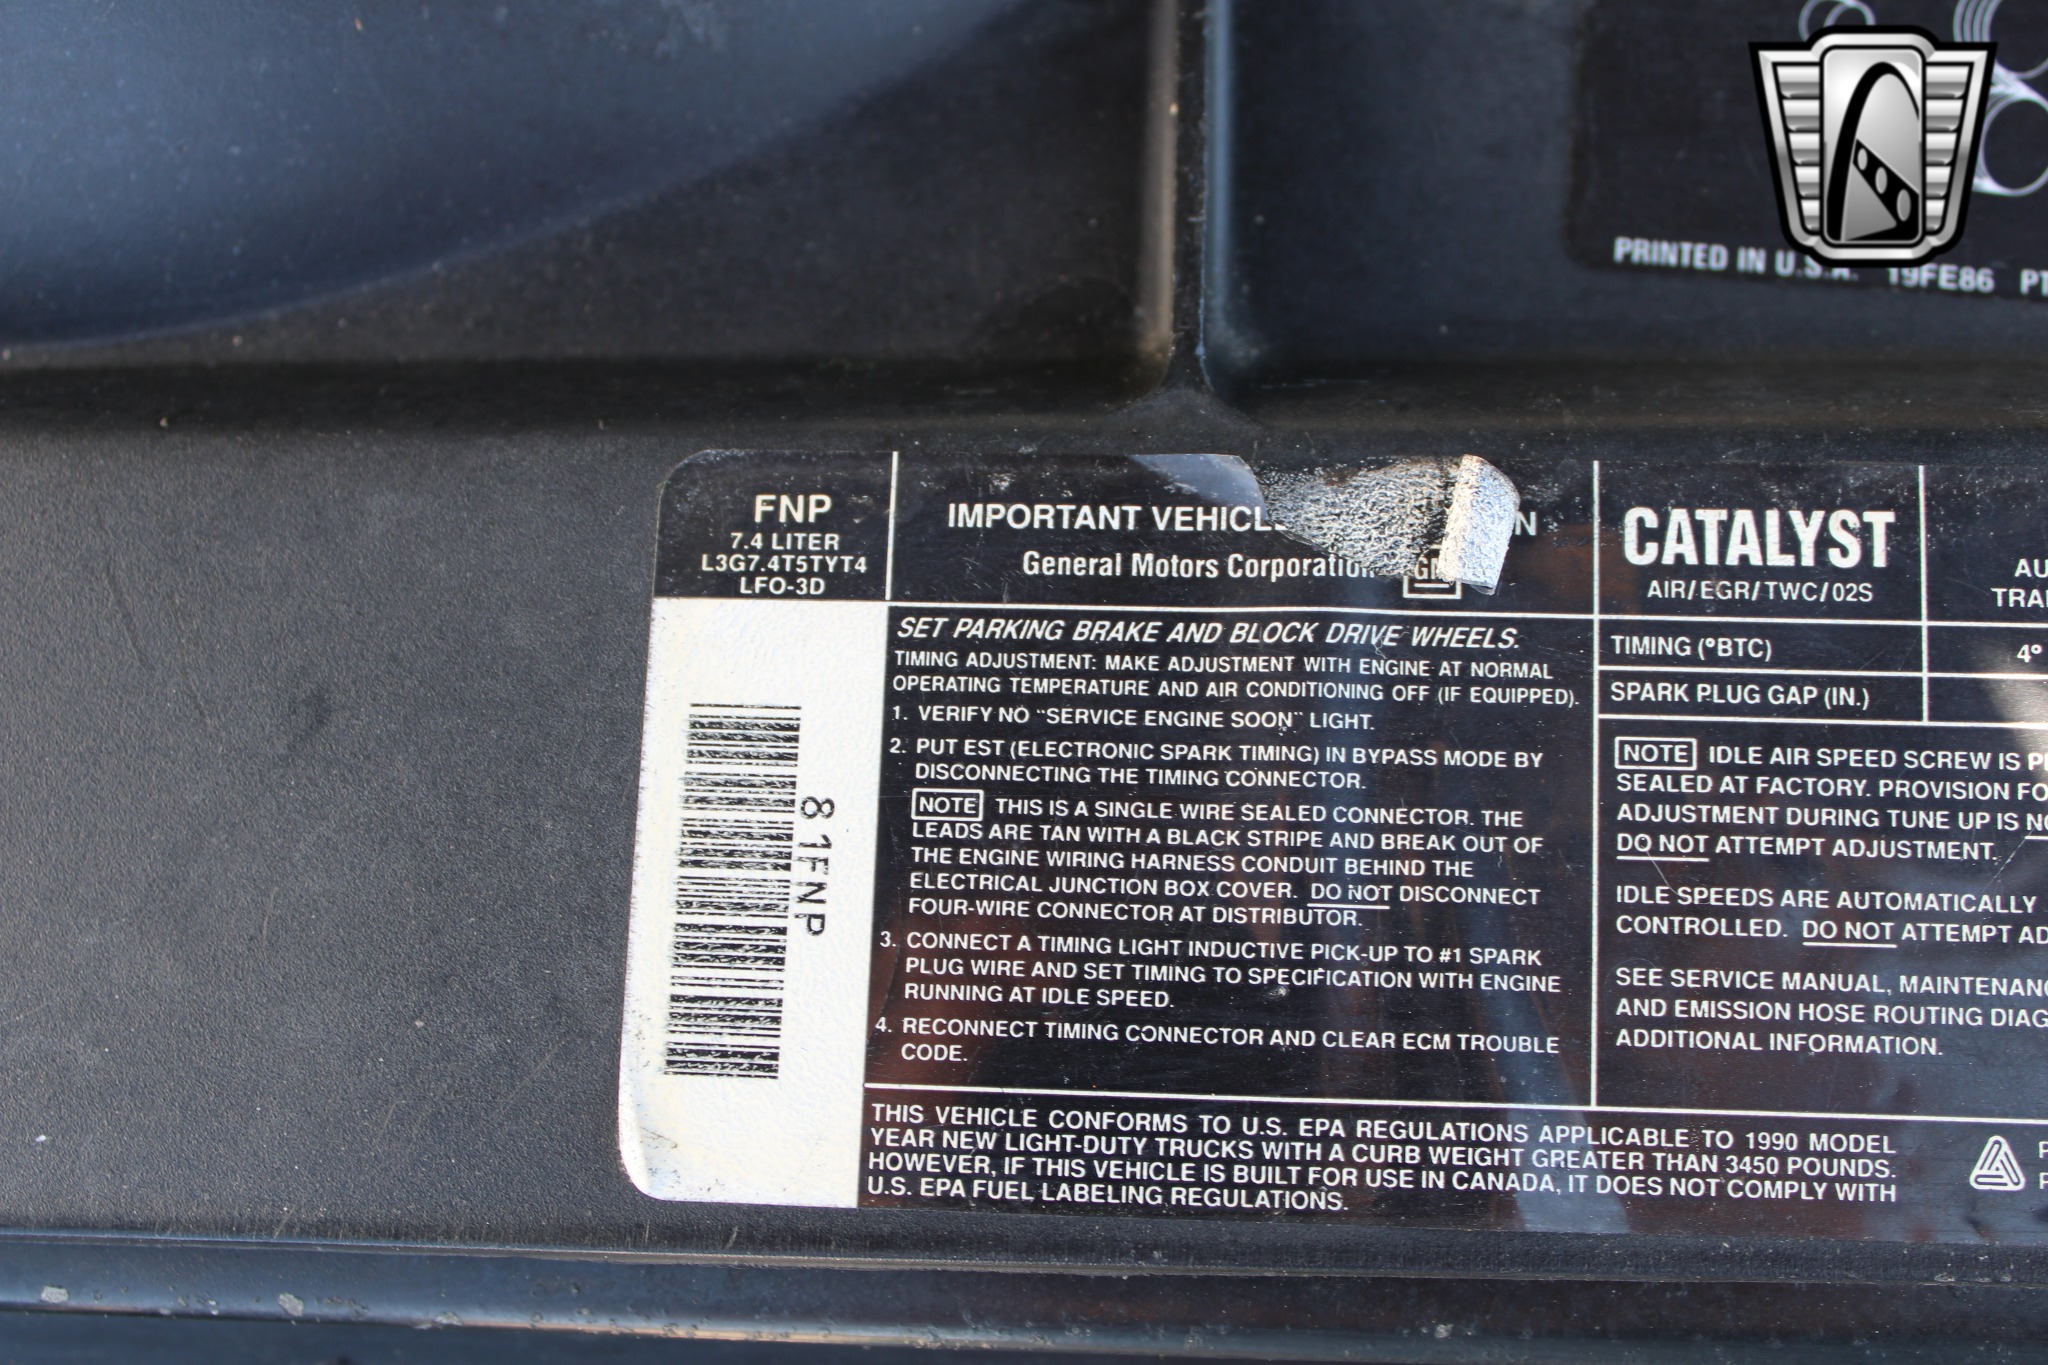 PRINTED IN U.S.A. 19FE86
FNP
7.4 LITER
L3G7.4T5TYT4
LFO-3D
81FNP
IMPORTANT
General Motors Corporation
GM
SET PARKING BRAKE AND BLOCK DRIVE WHEELS.
TIMING ADJUSTMENT: MAKE ADJUSTMENT WITH ENGINE AT NORMAL
OPERATING TEMPERATURE AND AIR CONDITIONING OFF (IF EQUIPPED).
1. VERIFY NO "SERVICE ENGINE SOON" LIGHT.
2. PUT EST (ELECTRONIC SPARK TIMING) IN BYPASS MODE BY
DISCONNECTING THE TIMING CONNECTOR.
NOTE THIS IS A SINGLE WIRE SEALED CONNECTOR. THE
LEADS ARE TAN WITH A BLACK STRIPE AND BREAK OUT OF
THE ENGINE WIRING HARNESS CONDUIT BEHIND THE
ELECTRICAL JUNCTION BOX COVER. DO NOT DISCONNECT
FOUR-WIRE CONNECTOR AT DISTRIBUTOR.
3. CONNECT A TIMING LIGHT INDUCTIVE PICK-UP TO #1 SPARK
PLUG WIRE AND SET TIMING TO SPECIFICATION WITH ENGINE
RUNNING AT IDLE SPEED.
4. RECONNECT TIMING CONNECTOR AND CLEAR ECM TROUBLE
CODE.
CATALYST
AIR/EGR/TWC/02S
TIMING (°BTC) 4°
SPARK PLUG GAP (IN.)
NOTE IDLE AIR SPEED SCREW IS
SEALED AT FACTORY. PROVISION
ADJUSTMENT DURING TUNE UP IS
DO NOT ATTEMPT ADJUSTMENT.
IDLE SPEEDS ARE AUTOMATICALLY
CONTROLLED. DO NOT ATTEMPT
SEE SERVICE MANUAL,
AND EMISSION HOSE ROUTING
ADDITIONAL INFORMATION.
THIS VEHICLE CONFORMS TO U.S. EPA REGULATIONS APPLICABLE TO 1990 MODEL
YEAR NEW LIGHT-DUTY TRUCKS WITH A CURB WEIGHT GREATER THAN 3450 POUNDS.
HOWEVER, IF THIS VEHICLE IS BUILT FOR USE IN CANADA, IT DOES NOT COMPLY WITH
U.S. EPA FUEL LABELING REGULATIONS.